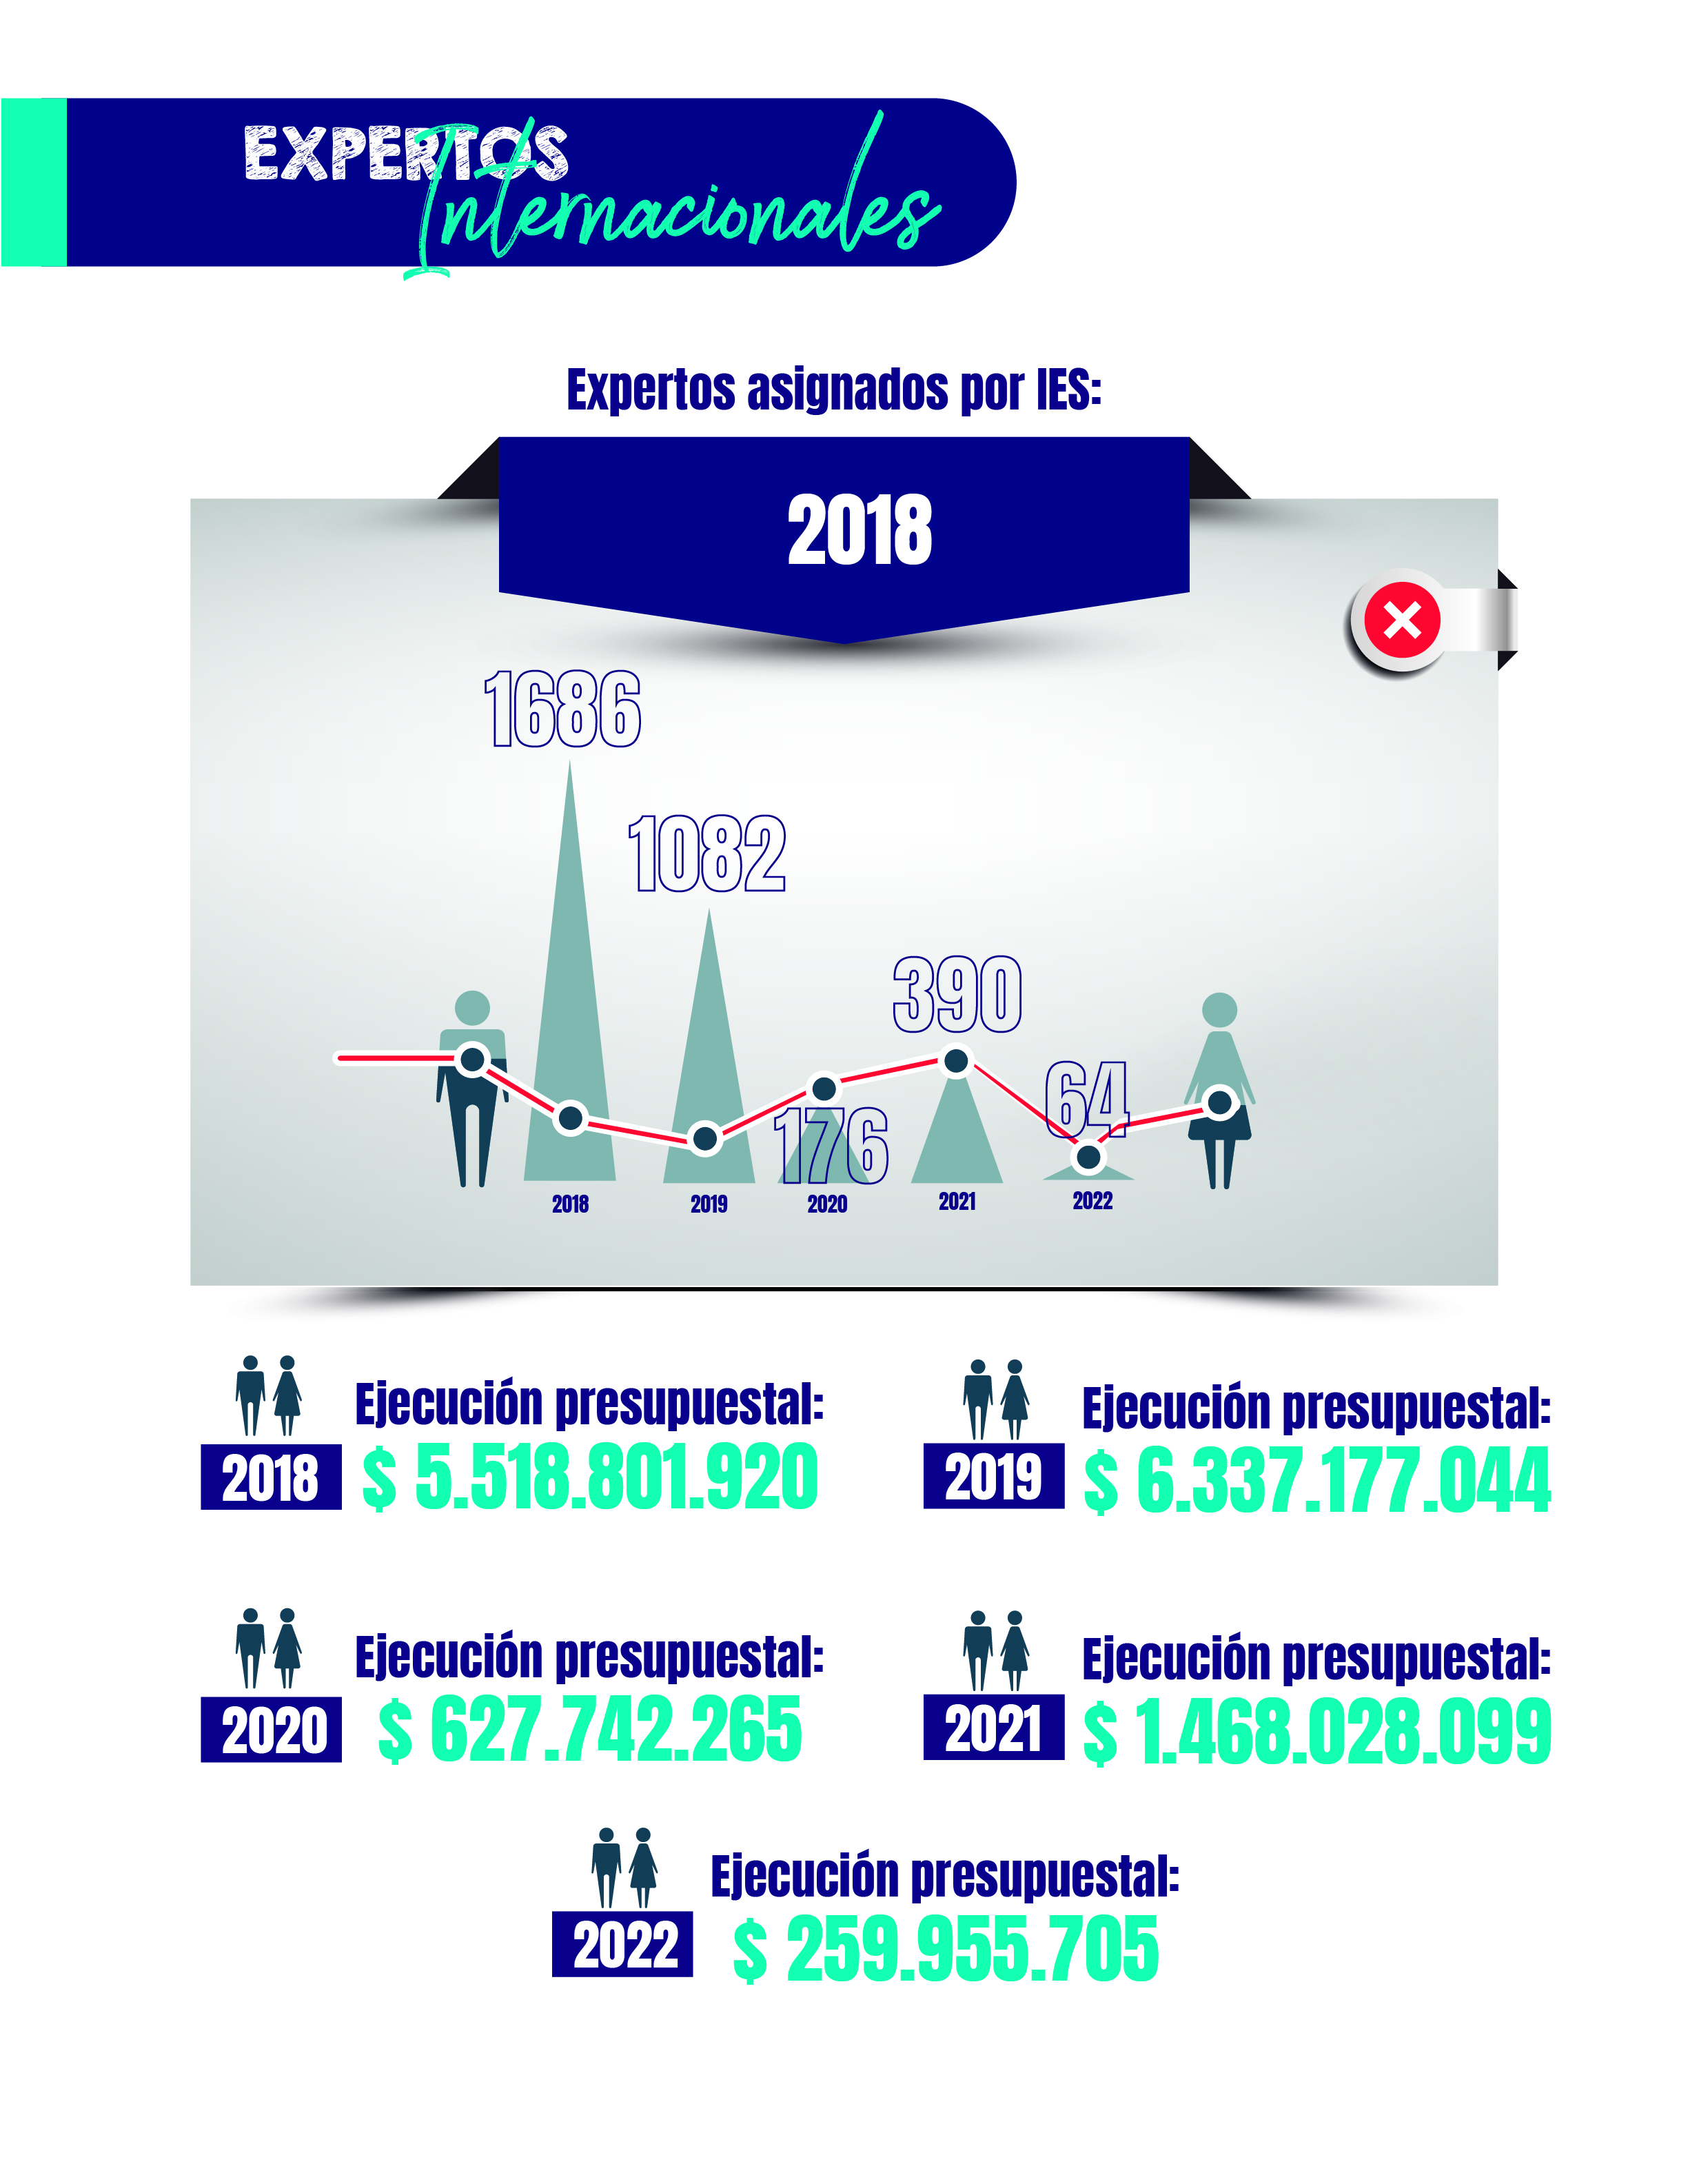 EXPERTOS
Internacionales
Expertos asignados por IES:
2018
1686
1082
390
64
176
2018 2019 2020 2021 2022
Ejecución presupuestal:
2018 $ 5.518.801.920
Ejecución presupuestal:
2019 $ 6.337.177.044
Ejecución presupuestal:
2020 $ 627.742.265
Ejecución presupuestal:
2021 $ 1.468.028.099
Ejecución presupuestal:
2022 $ 259.955.705